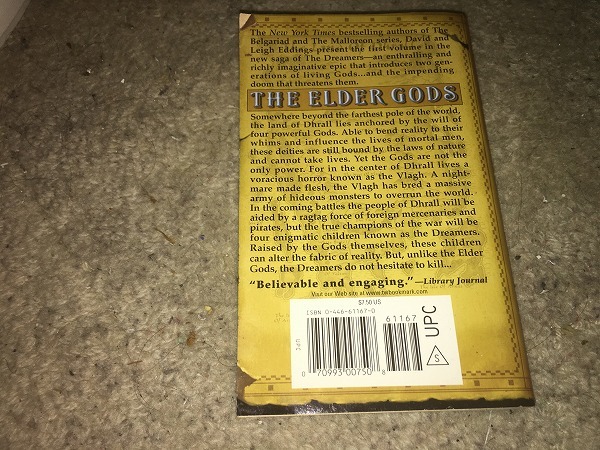 The New York Times bestselling authors of The
Belgariad and The Malloreon series, David and
Leigh Eddings present the first volume in the
new saga of The Dreamers—an enthralling and
richly imaginative epic that introduces two gen-
erations of living Gods...and the impending
doom that threatens them.
THE ELDER GODS
Somewhere beyond the farthest pole of the world,
the land of Dhrall lies anchored by the will of
four powerful Gods. Able to bend reality to their
whims and influence the lives of mortal men,
these deities are still bound by the laws of nature
and cannot take lives. Yet the Gods are not the
only power. For in the center of Dhrall lives a
voracious horror known as the Vlagh. A night-
mare made flesh, the Vlagh has bred a massive
army of hideous monsters to overrun the world.
In the coming battles the people of Dhrall will be
aided by a ragtag force of foreign mercenaries and
pirates, but the true champions of the war will be
four enigmatic children known as the Dreamers.
Raised by the Gods themselves, these children
can alter the fabric of reality. But, unlike the Elder
Gods, the Dreamers do not hesitate to kill...
"Believable and engaging."—Library Journal
Visit our Web site at www.twbookmark.com
$7.50 US
ISBN 0-446-61167-0
61167
UPC
S
0 70993 00750 8